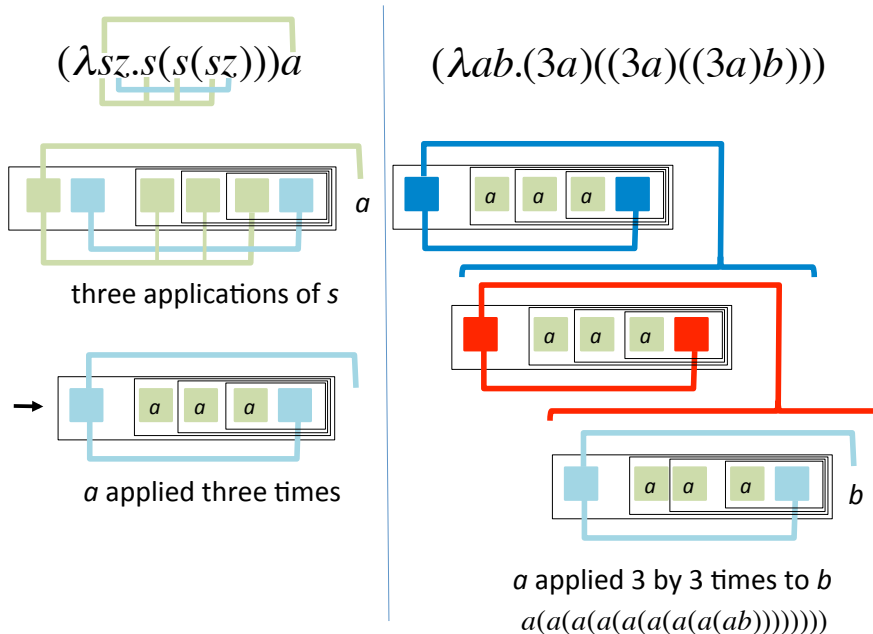 (λsz.s(s(sz)))a
a
three applications of s
a a a
a applied three times
(λab.(3a)((3a)((3a)b)))
a a a
a a a
a a a
b
a applied 3 by 3 times to b
a(a(a(a(a(a(a(a(ab))))))))